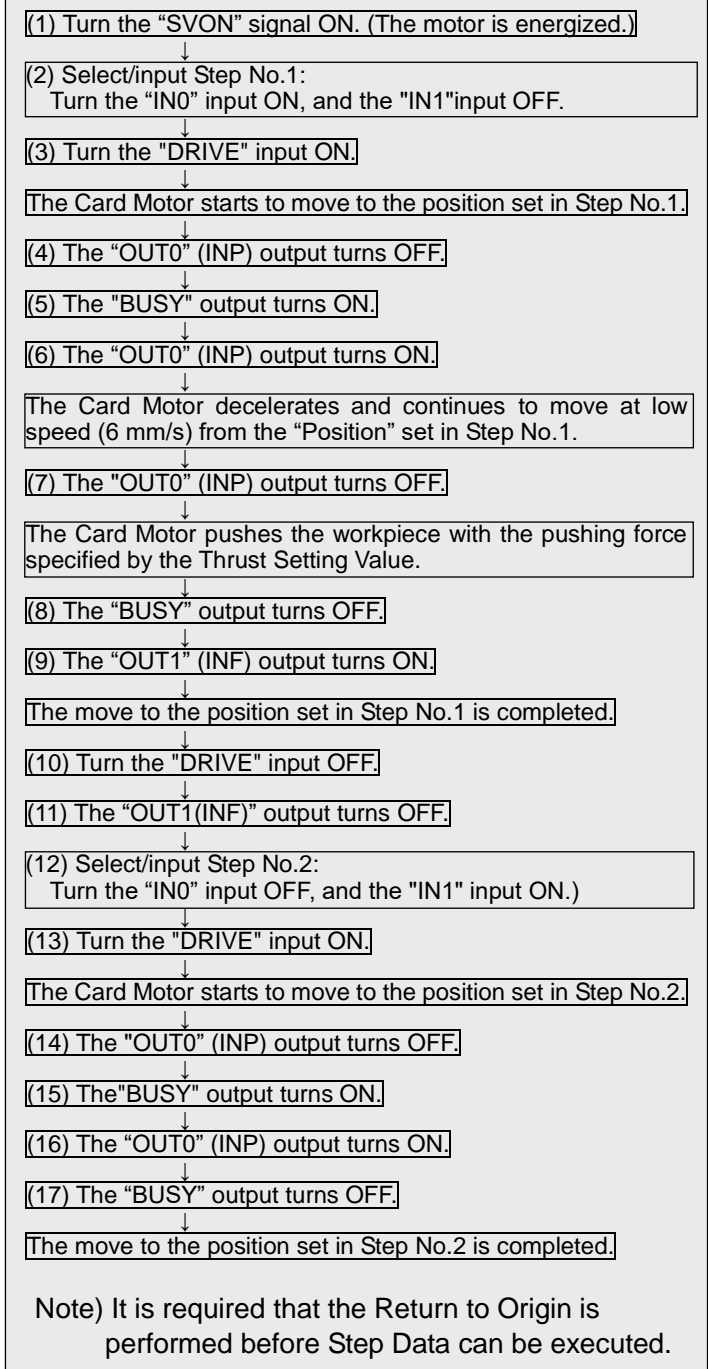 (1) Turn the “SVON” signal ON. (The motor is energized.)
↓
(2) Select/input Step No.1:
Turn the “IN0” input ON, and the "IN1"input OFF.
↓
(3) Turn the "DRIVE" input ON.
↓
The Card Motor starts to move to the position set in Step No.1.
↓
(4) The “OUT0” (INP) output turns OFF.
↓
(5) The "BUSY" output turns ON.
↓
(6) The “OUT0” (INP) output turns ON.
↓
The Card Motor decelerates and continues to move at low
speed (6 mm/s) from the “Position” set in Step No.1.
↓
(7) The "OUT0” (INP) output turns OFF.
↓
The Card Motor pushes the workpiece with the pushing force
specified by the Thrust Setting Value.
↓
(8) The “BUSY” output turns OFF.
↓
(9) The “OUT1” (INF) output turns ON.
↓
The move to the position set in Step No.1 is completed.
↓
(10) Turn the "DRIVE" input OFF.
↓
(11) The “OUT1(INF)” output turns OFF.
↓
(12) Select/input Step No.2:
Turn the “IN0” input OFF, and the "IN1" input ON.)
↓
(13) Turn the "DRIVE" input ON.
↓
The Card Motor starts to move to the position set in Step No.2.
↓
(14) The "OUT0” (INP) output turns OFF.
↓
(15) The"BUSY" output turns ON.
↓
(16) The “OUT0” (INP) output turns ON.
↓
(17) The “BUSY” output turns OFF.
↓
The move to the position set in Step No.2 is completed.
Note) It is required that the Return to Origin is
performed before Step Data can be executed.